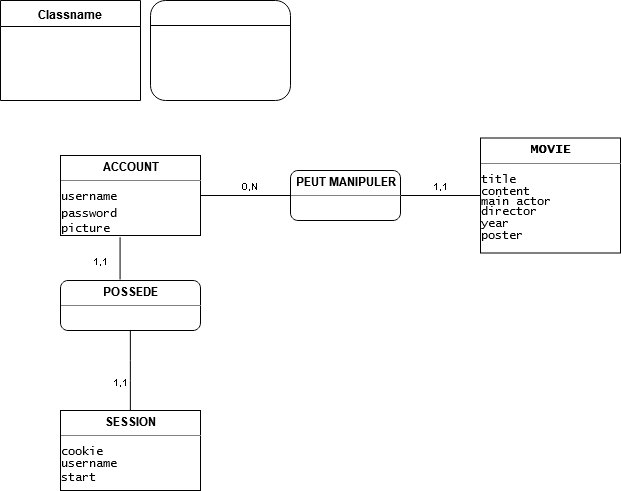 Classname
ACCOUNT
username
password
picture
0,N
PEUT MANIPULER
1,1
MOVIE
title
content
main actor
director
year
poster
1,1
POSSEDE
1,1
SESSION
cookie
username
start